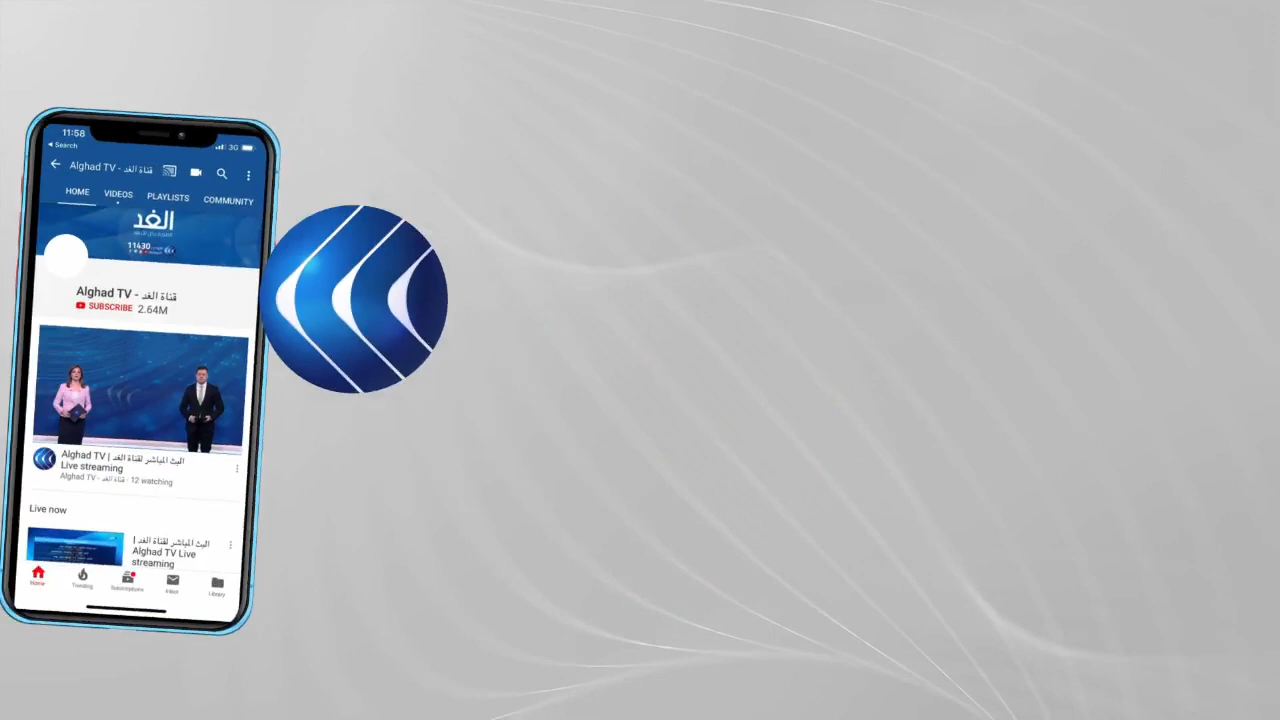 11:58
Search
3G
Alghad TV - قناة الغد
HOME VIDEOS PLAYLISTS COMMUNITY
الغد
11430
Alghad TV - قناة الغد
SUBSCRIBE 2.64M
Alghad TV | البث المباشر لقناة الغد
Live streaming
Alghad TV - قناة الغد · 12 watching
Live now
| البث المباشر لقناة الغد
Alghad TV Live
streaming
Home Trending Subscriptions Inbox Library